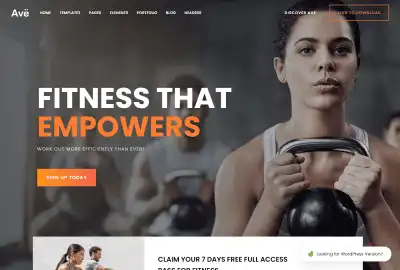 Avē
HOME TEMPLATES PAGES ELEMENTS PORTFOLIO BLOG HEADERS
DISCOVER AVE
LOGIN TO DOWNLOAD
FITNESS THAT
EMPOWERS
WORK OUT MORE EFFICIENTLY THAN EVER!
SIGN UP TODAY
CLAIM YOUR 7 DAYS FREE FULL ACCESS
PASS FOR FITNESS
Looking for WordPress Version?